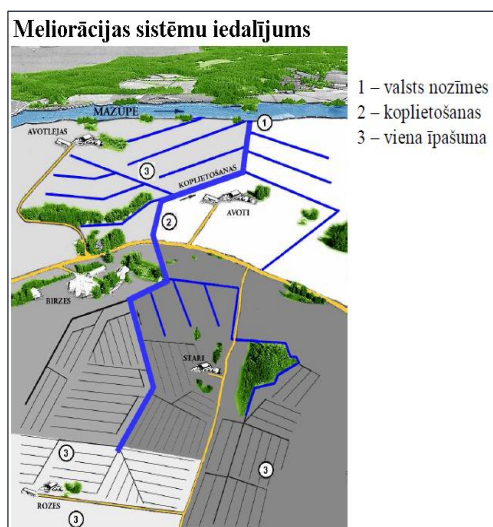 Meliorācijas sistēmu iedalījums
1 – valsts nozīmes
2 – koplietošanas
3 – viena īpašuma
MAZUPE
AVOTLEJAS
1
3
KOPLIETOŠANAS
2
AVOTI
BIRZES
STARI
3
3
ROZES
3